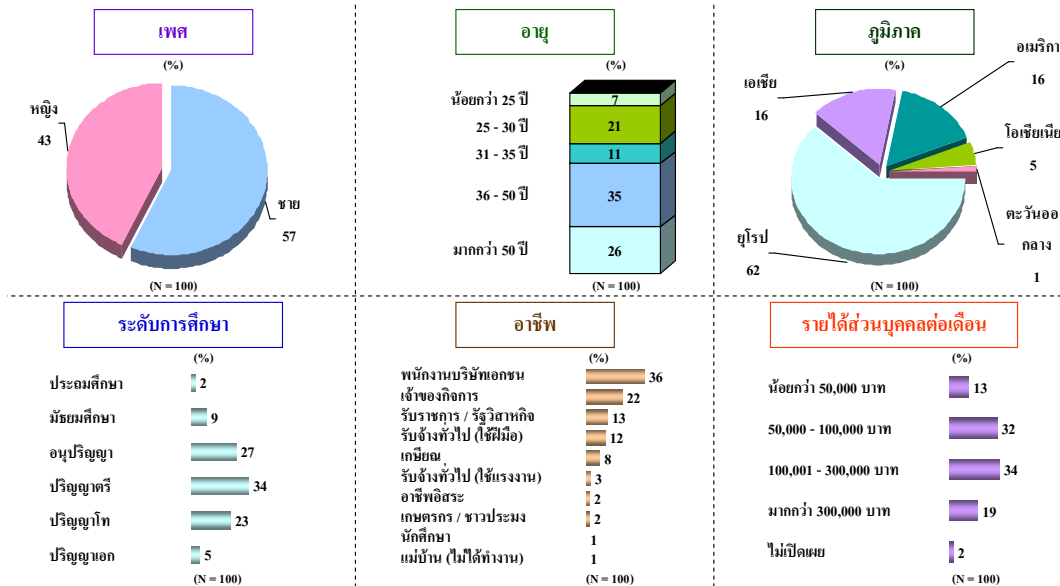 เพศ
(%)
หญิง
43
ชาย
57
(N = 100)
อายุ
(%)
น้อยกว่า 25 ปี 7
25 - 30 ปี 21
31 - 35 ปี 11
36 - 50 ปี 35
มากกว่า 50 ปี 26
(N = 100)
ภูมิภาค
(%)
อเมริกา
16
เอเชีย
16
โอเชียเนีย
5
ตะวันออ
กลาง
1
ยุโรป
62
(N = 100)
ระดับการศึกษา
(%)
ประถมศึกษา 2
มัธยมศึกษา 9
อนุปริญญา 27
ปริญญาตรี 34
ปริญญาโท 23
ปริญญาเอก 5
(N = 100)
อาชีพ
(%)
พนักงานบริษัทเอกชน 36
เจ้าของกิจการ 22
รับราชการ / รัฐวิสาหกิจ 13
รับจ้างทั่วไป (ใช้ฝีมือ) 12
เกษียณ 8
รับจ้างทั่วไป (ใช้แรงงาน) 3
อาชีพอิสระ 2
เกษตรกร / ชาวประมง 2
นักศึกษา 1
แม่บ้าน (ไม่ได้ทำงาน) 1
(N = 100)
รายได้ส่วนบุคคลต่อเดือน
(%)
น้อยกว่า 50,000 บาท 13
50,000 - 100,000 บาท 32
100,001 - 300,000 บาท 34
มากกว่า 300,000 บาท 19
ไม่เปิดเผย 2
(N = 100)